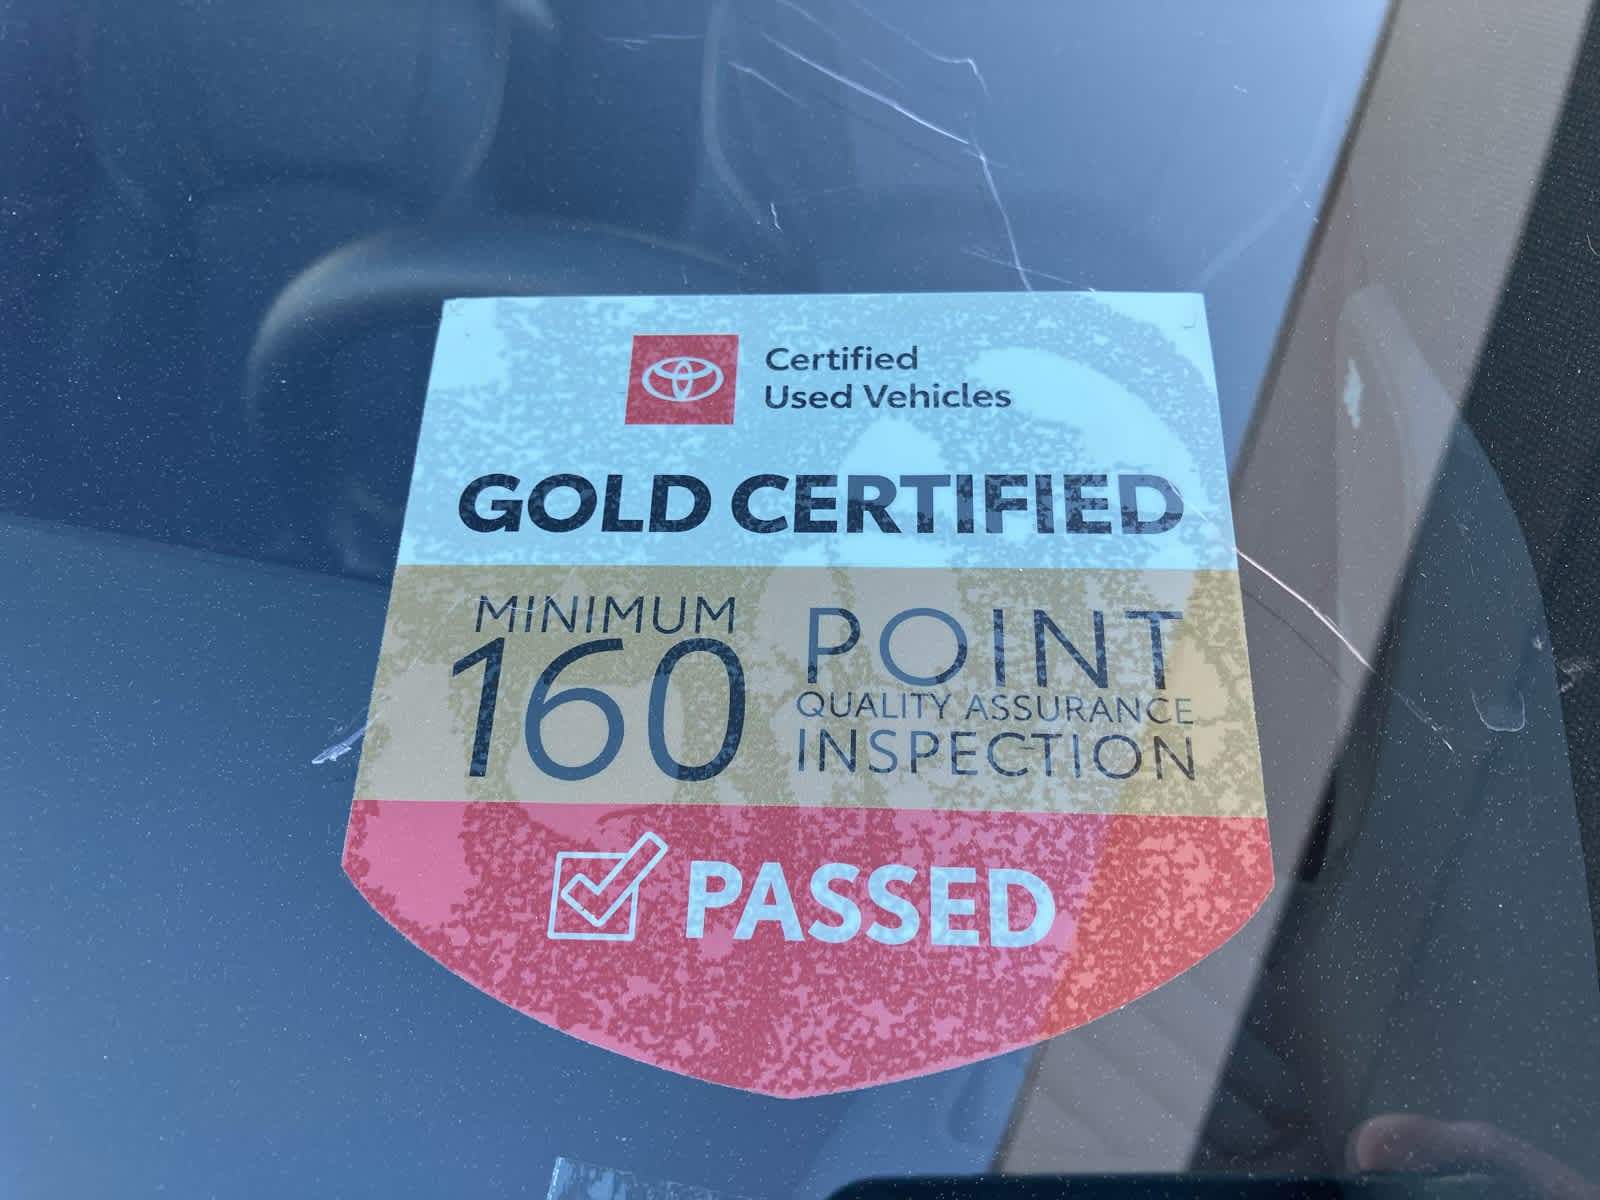 Certified
Used Vehicles
GOLD CERTIFIED
MINIMUM
160
POINT
QUALITY ASSURANCE
INSPECTION
PASSED